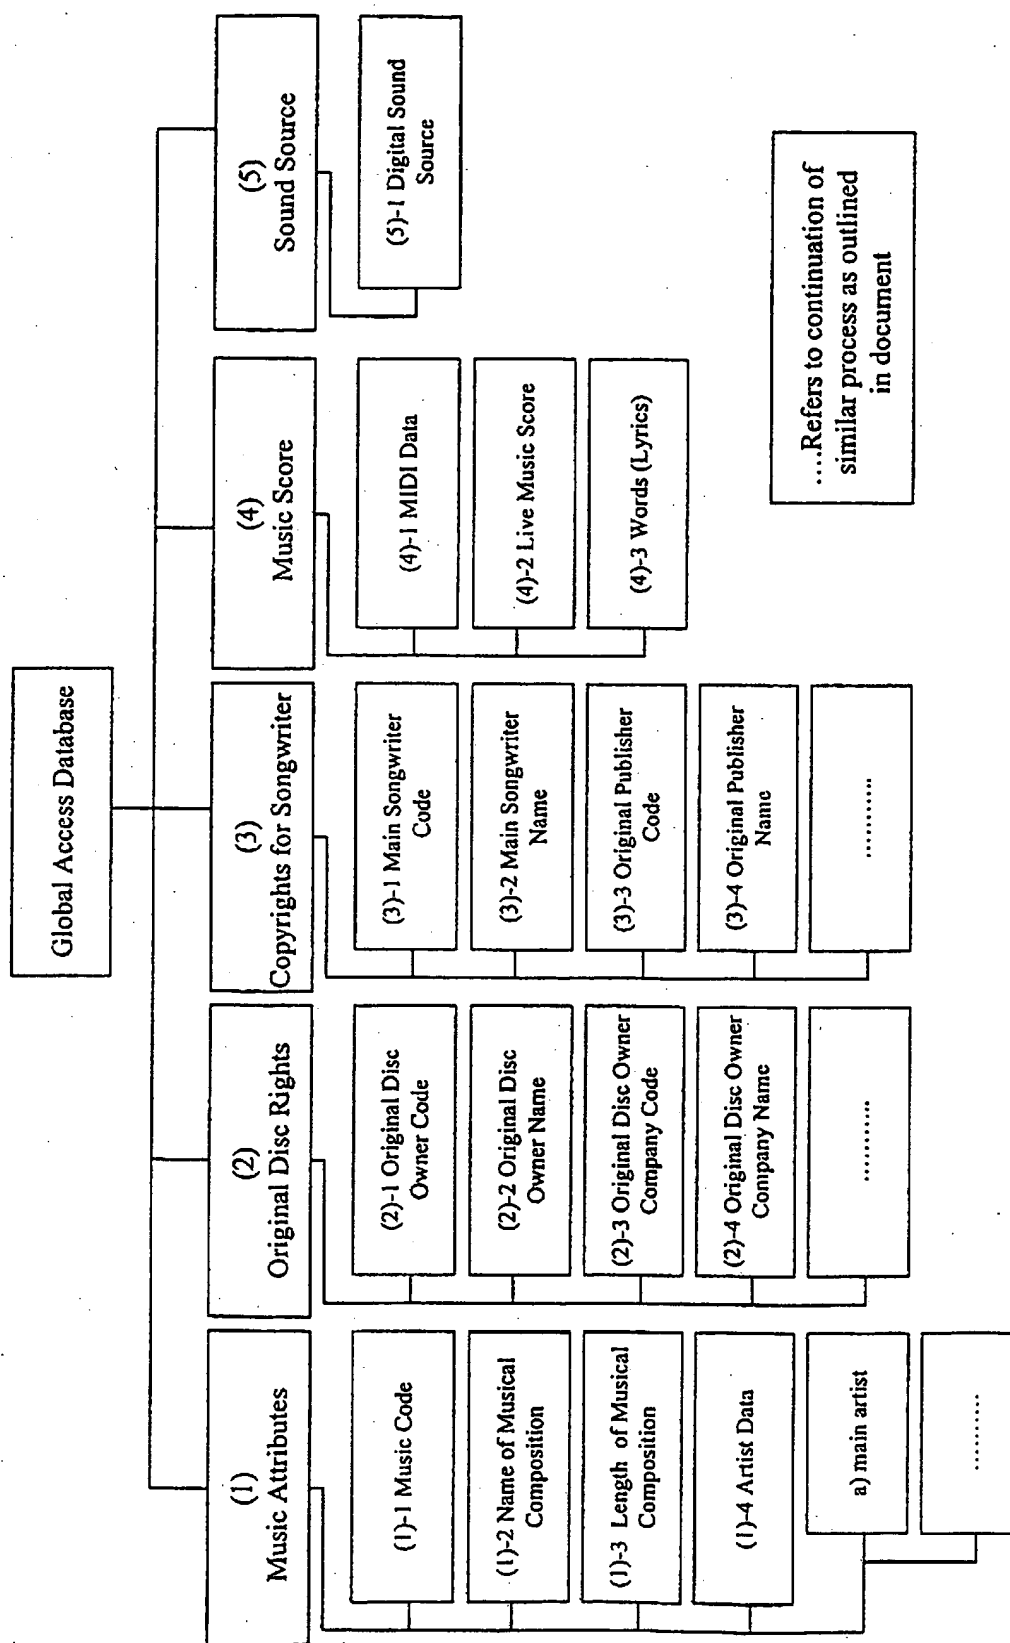 Global Access Database
(1)
Music Attributes
(1)-1 Music Code
(1)-2 Name of Musical
Composition
(1)-3 Length of Musical
Composition
(1)-4 Artist Data
a) main artist
..........
(2)
Original Disc Rights
(2)-1 Original Disc
Owner Code
(2)-2 Original Disc
Owner Name
(2)-3 Original Disc Owner
Company Code
(2)-4 Original Disc Owner
Company Name
..........
(3)
Copyrights for Songwriter
(3)-1 Main Songwriter
Code
(3)-2 Main Songwriter
Name
(3)-3 Original Publisher
Code
(3)-4 Original Publisher
Name
...........
(4)
Music Score
(4)-1 MIDI Data
(4)-2 Live Music Score
(4)-3 Words (Lyrics)
(5)
Sound Source
(5)-1 Digital Sound
Source
....Refers to continuation of
similar process as outlined
in document